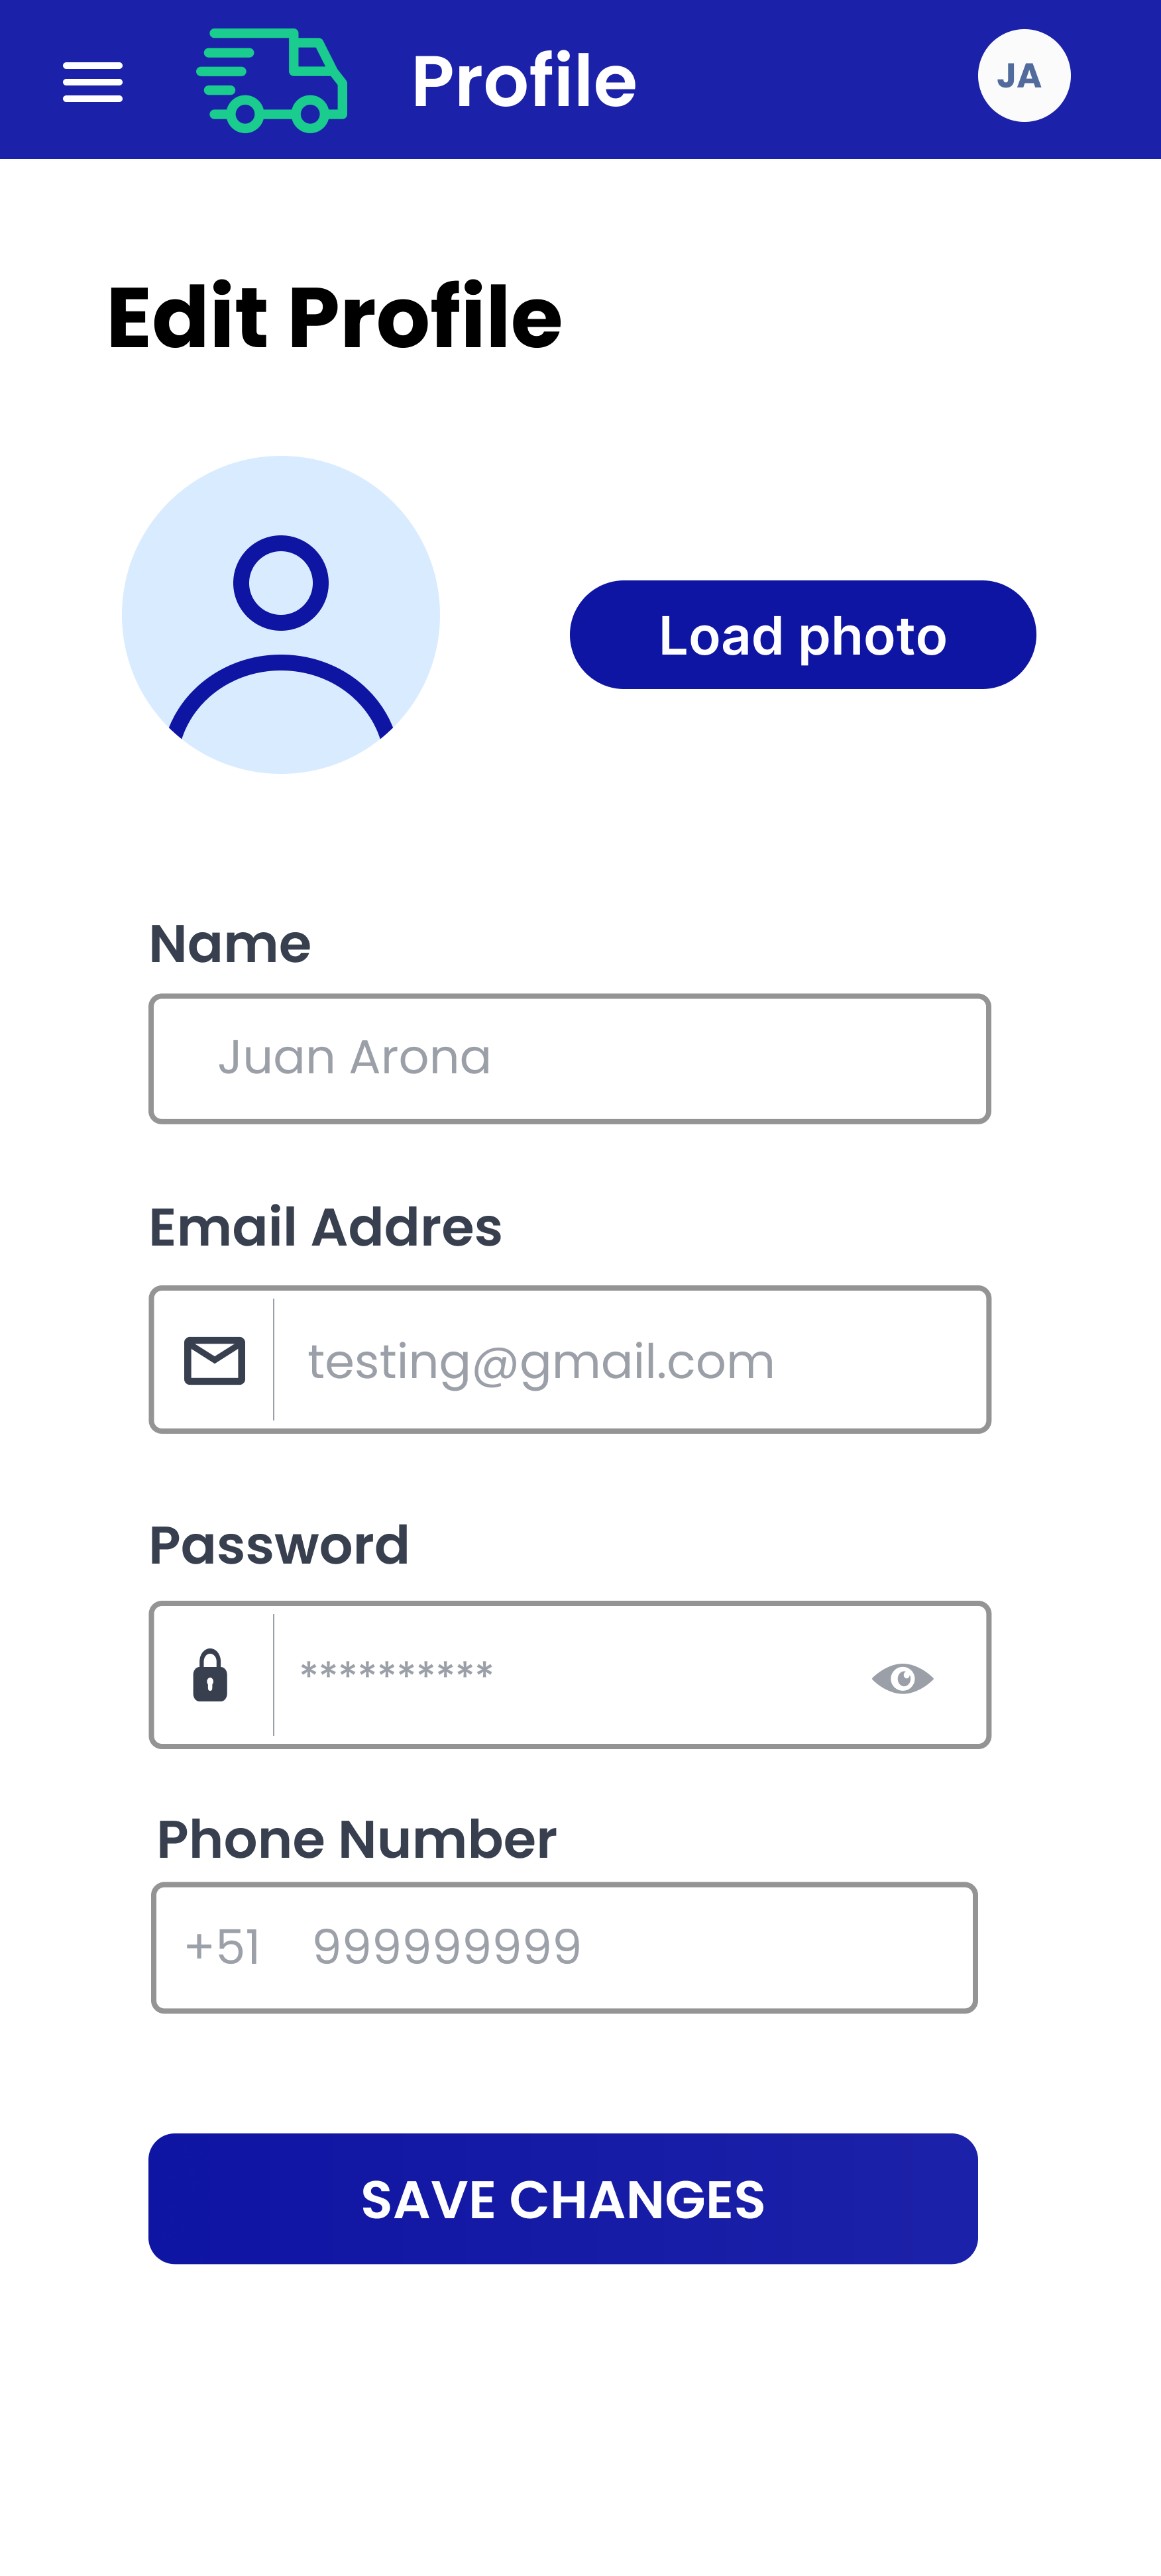 Profile
JA
Edit Profile
Load photo
Name
Juan Arona
Email Addres
testing@gmail.com
Password
**********
Phone Number
+51 999999999
SAVE CHANGES